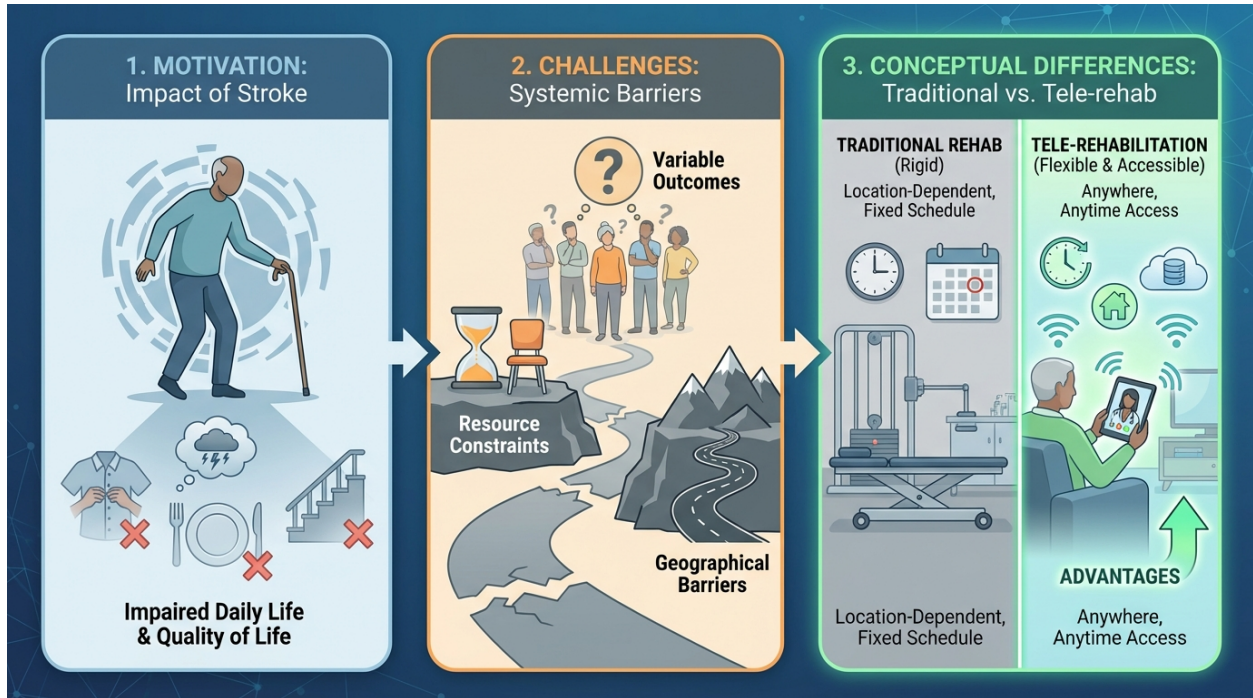 1. MOTIVATION:
Impact of Stroke
Impaired Daily Life
& Quality of Life
2. CHALLENGES:
Systemic Barriers
?
Variable
Outcomes
?
?
?
Resource
Constraints
Geographical
Barriers
3. CONCEPTUAL DIFFERENCES:
Traditional vs. Tele-rehab
TRADITIONAL REHAB
(Rigid)
Location-Dependent,
Fixed Schedule
Location-Dependent,
Fixed Schedule
TELE-REHABILITATION
(Flexible & Accessible)
Anywhere,
Anytime Access
ADVANTAGES
Anywhere,
Anytime Access